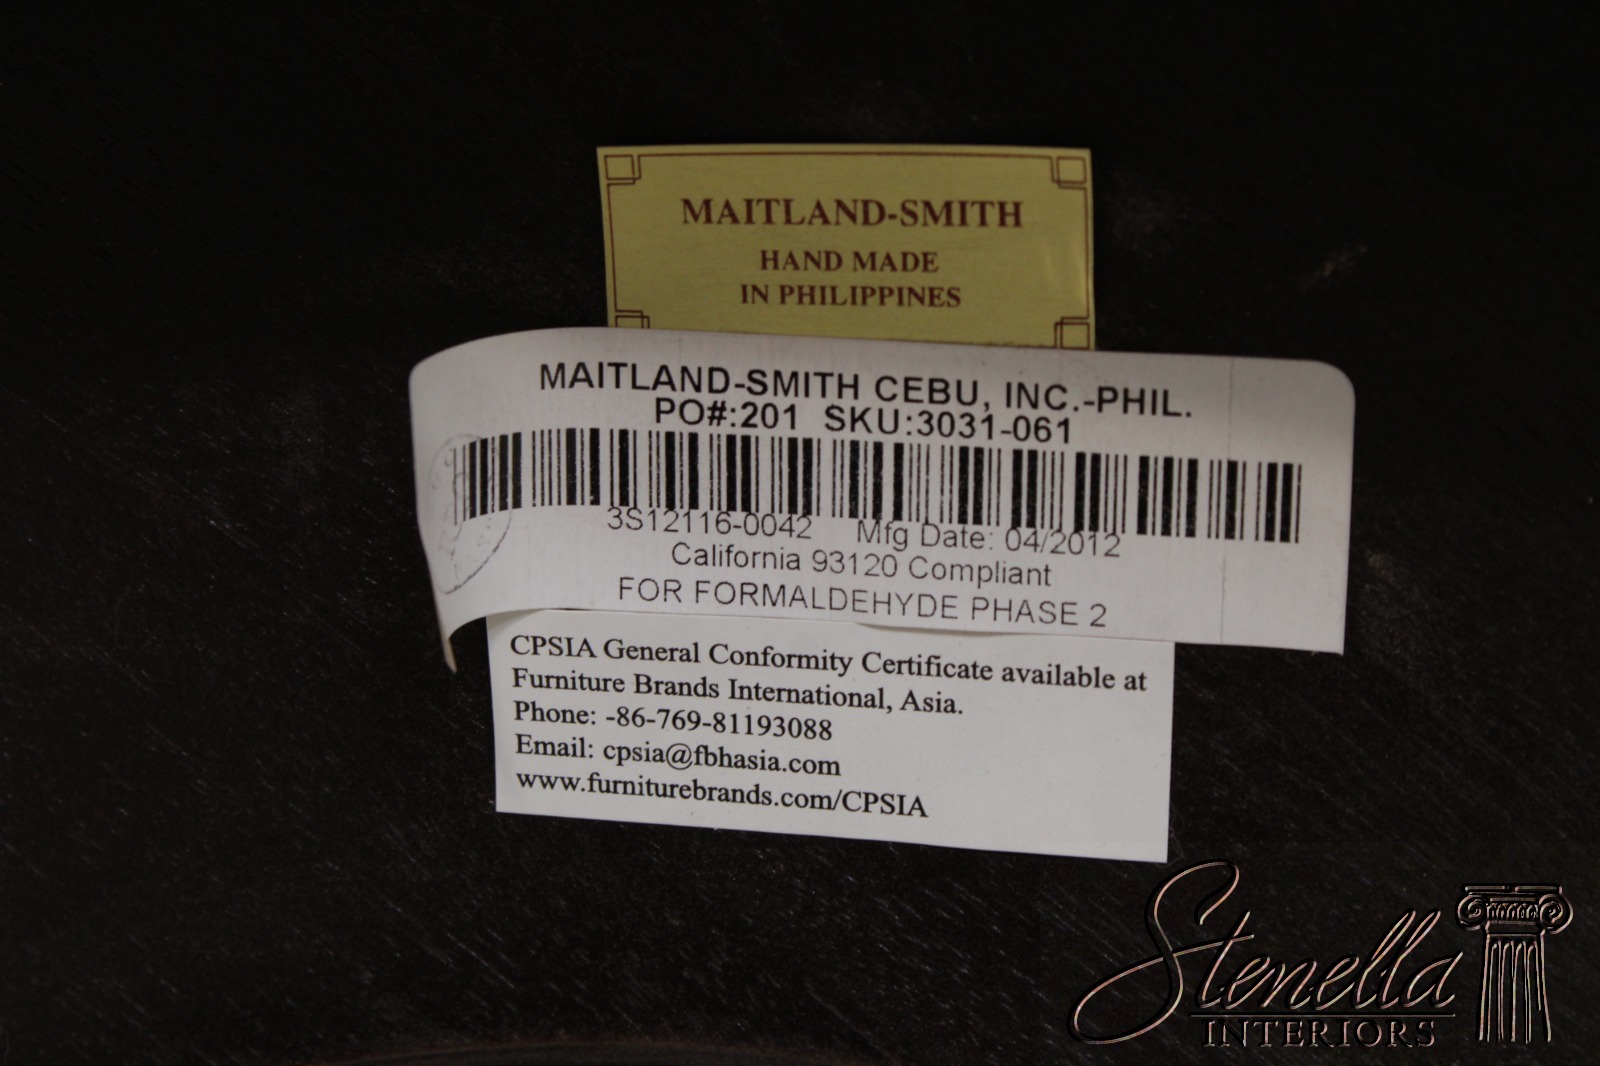 MAITLAND-SMITH
HAND MADE
IN PHILIPPINES
MAITLAND-SMITH CEBU, INC.-PHIL.
PO#:201 SKU:3031-061
3S12116-0042 Mfg Date: 04/2012
California 93120 Compliant
FOR FORMALDEHYDE PHASE 2
CPSIA General Conformity Certificate available at
Furniture Brands International, Asia.
Phone: -86-769-81193088
Email: cpsia@fbhasia.com
www.furniturebrands.com/CPSIA
Stenella
INTERIORS